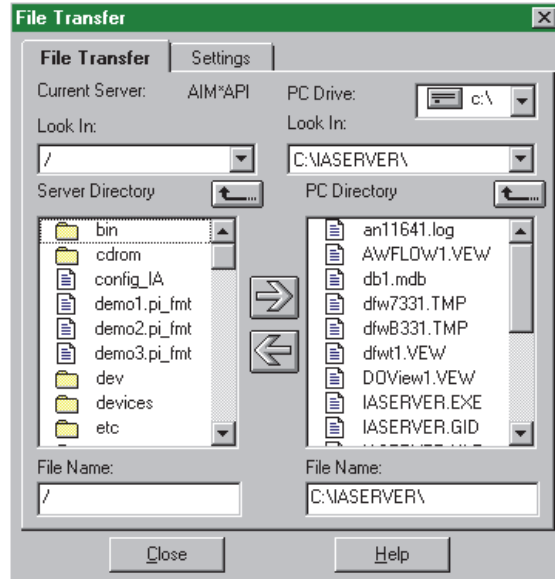 File Transfer
File Transfer
Settings
Current Server: AIM*API
PC Drive: c:\
Look In:
Look In:
/
C:\IASERVER\
Server Directory
PC Directory
bin
cdrom
config_IA
demo1.pi_fmt
demo2.pi_fmt
demo3.pi_fmt
dev
devices
etc
an11641.log
AWFLOW1.VEW
db1.mdb
dfw7331.TMP
dfwB331.TMP
dfwt1.VEW
DOView1.VEW
IASERVER.EXE
IASERVER.GID
File Name:
/
File Name:
C:\IASERVER\
Close
Help